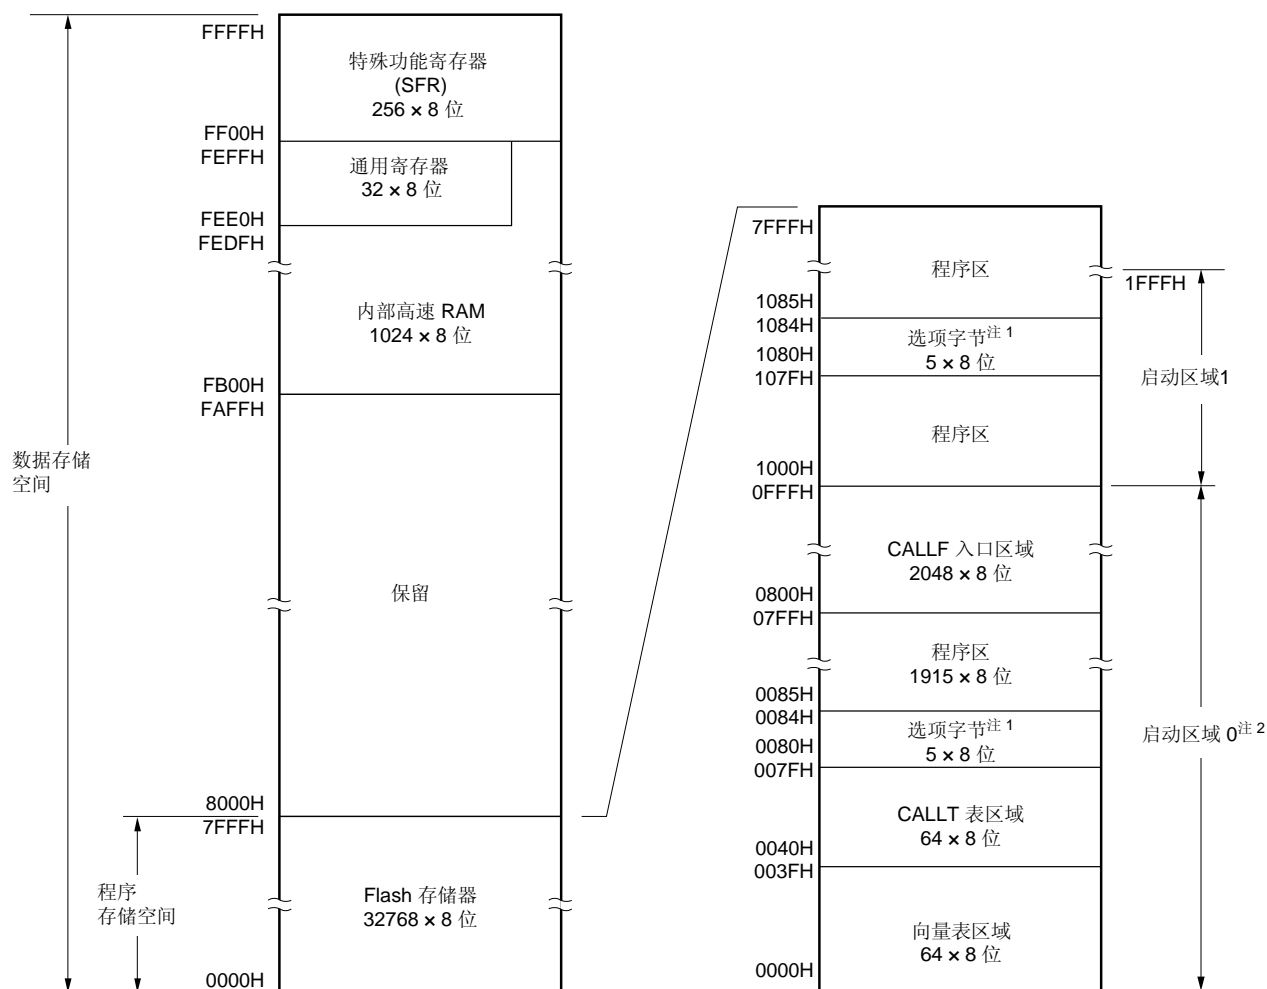 FFFFH
特殊功能寄存器
(SFR)
256 × 8 位
FF00H
FEFFH
通用寄存器
32 × 8 位
FEE0H
FEDFH
内部高速 RAM
1024 × 8 位
FB00H
FAFFH
数据存储
空间
保留
8000H
7FFFH
程序
存储空间
Flash 存储器
32768 × 8 位
0000H
7FFFH
程序区
1FFFH
1085H
1084H
选项字节注 1
5 × 8 位
1080H
107FH
启动区域1
程序区
1000H
0FFFH
CALLF 入口区域
2048 × 8 位
0800H
07FFH
程序区
1915 × 8 位
0085H
0084H
选项字节注 1
5 × 8 位
启动区域 0注 2
0080H
007FH
CALLT 表区域
64 × 8 位
0040H
003FH
向量表区域
64 × 8 位
0000H